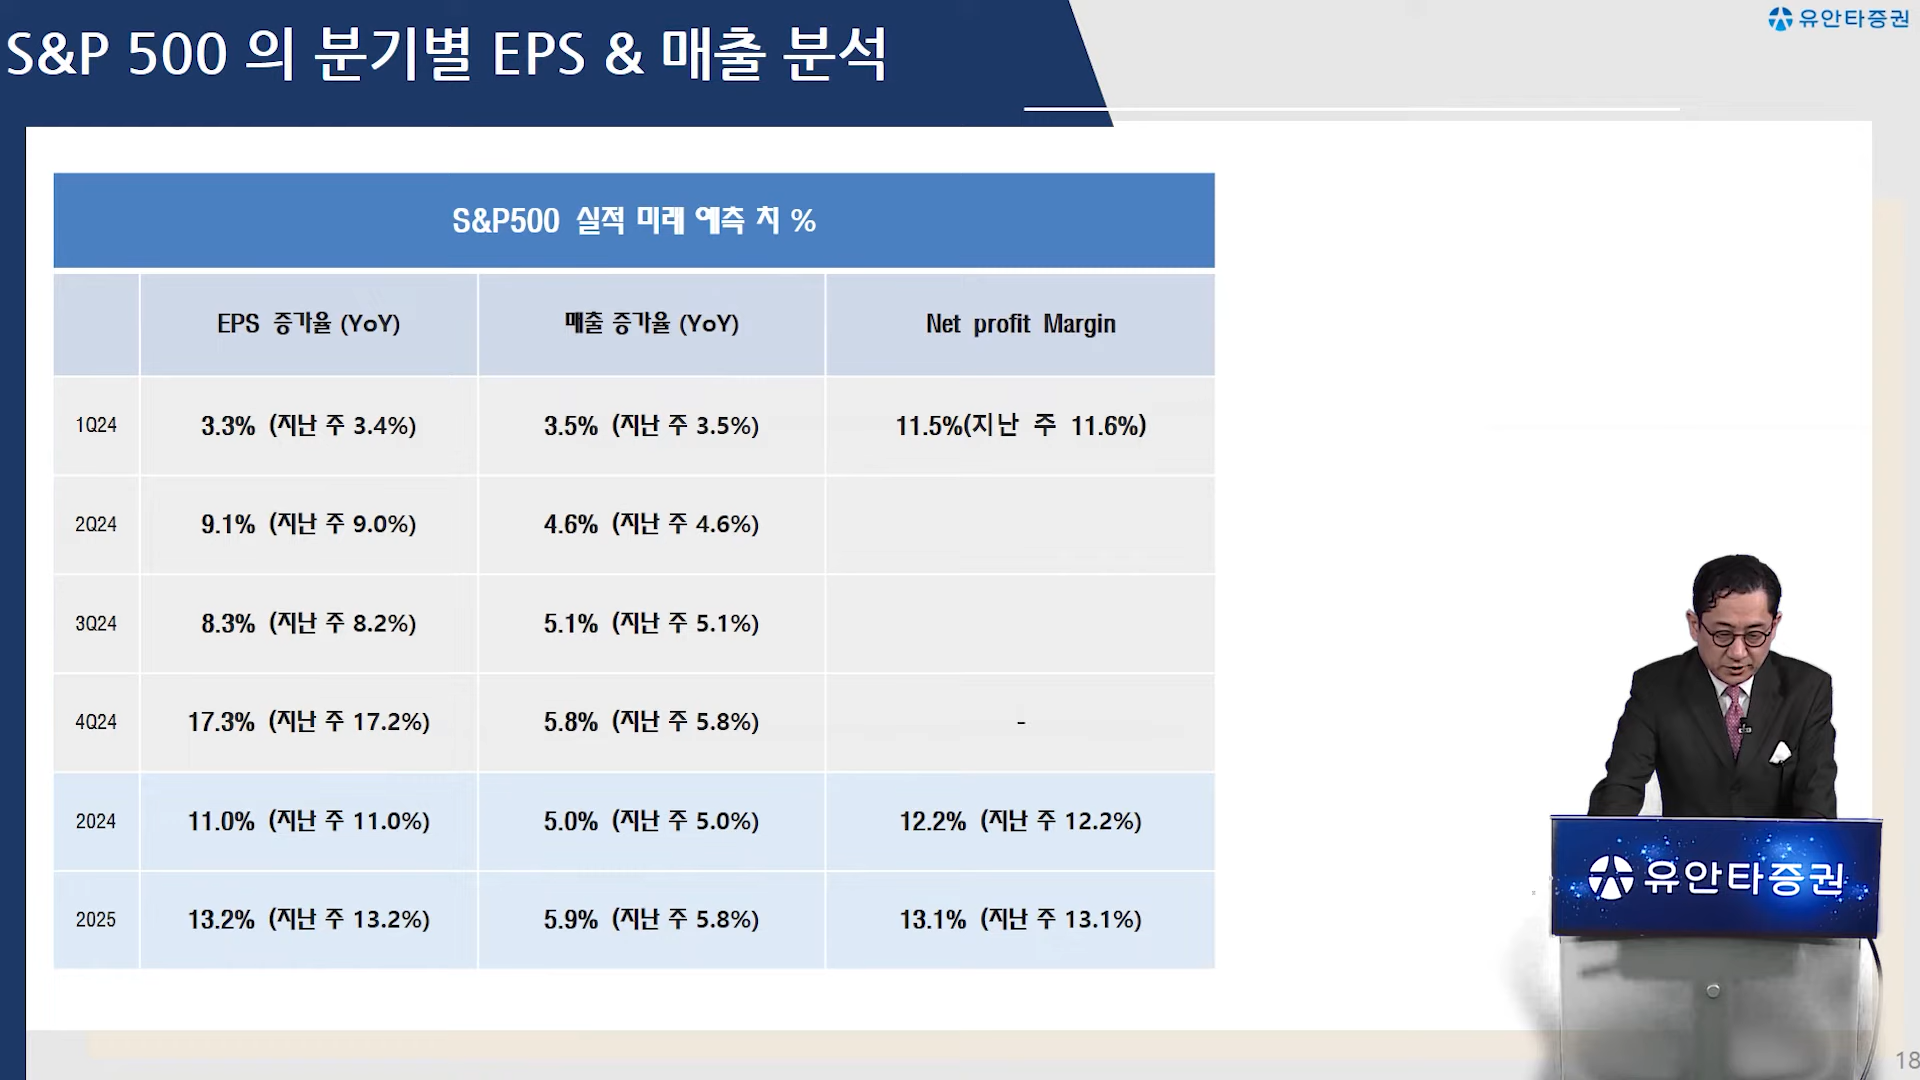 S&P 500 의 분기별 EPS & 매출 분석
유안타증권
S&P500 실적 미래 예측 치 %
EPS 증가율 (YoY) 매출 증가율 (YoY) Net profit Margin
1Q24 3.3% (지난 주 3.4%) 3.5% (지난 주 3.5%) 11.5%(지난 주 11.6%)
2Q24 9.1% (지난 주 9.0%) 4.6% (지난 주 4.6%)
3Q24 8.3% (지난 주 8.2%) 5.1% (지난 주 5.1%)
4Q24 17.3% (지난 주 17.2%) 5.8% (지난 주 5.8%) -
2024 11.0% (지난 주 11.0%) 5.0% (지난 주 5.0%) 12.2% (지난 주 12.2%)
2025 13.2% (지난 주 13.2%) 5.9% (지난 주 5.8%) 13.1% (지난 주 13.1%)
유안타증권
18